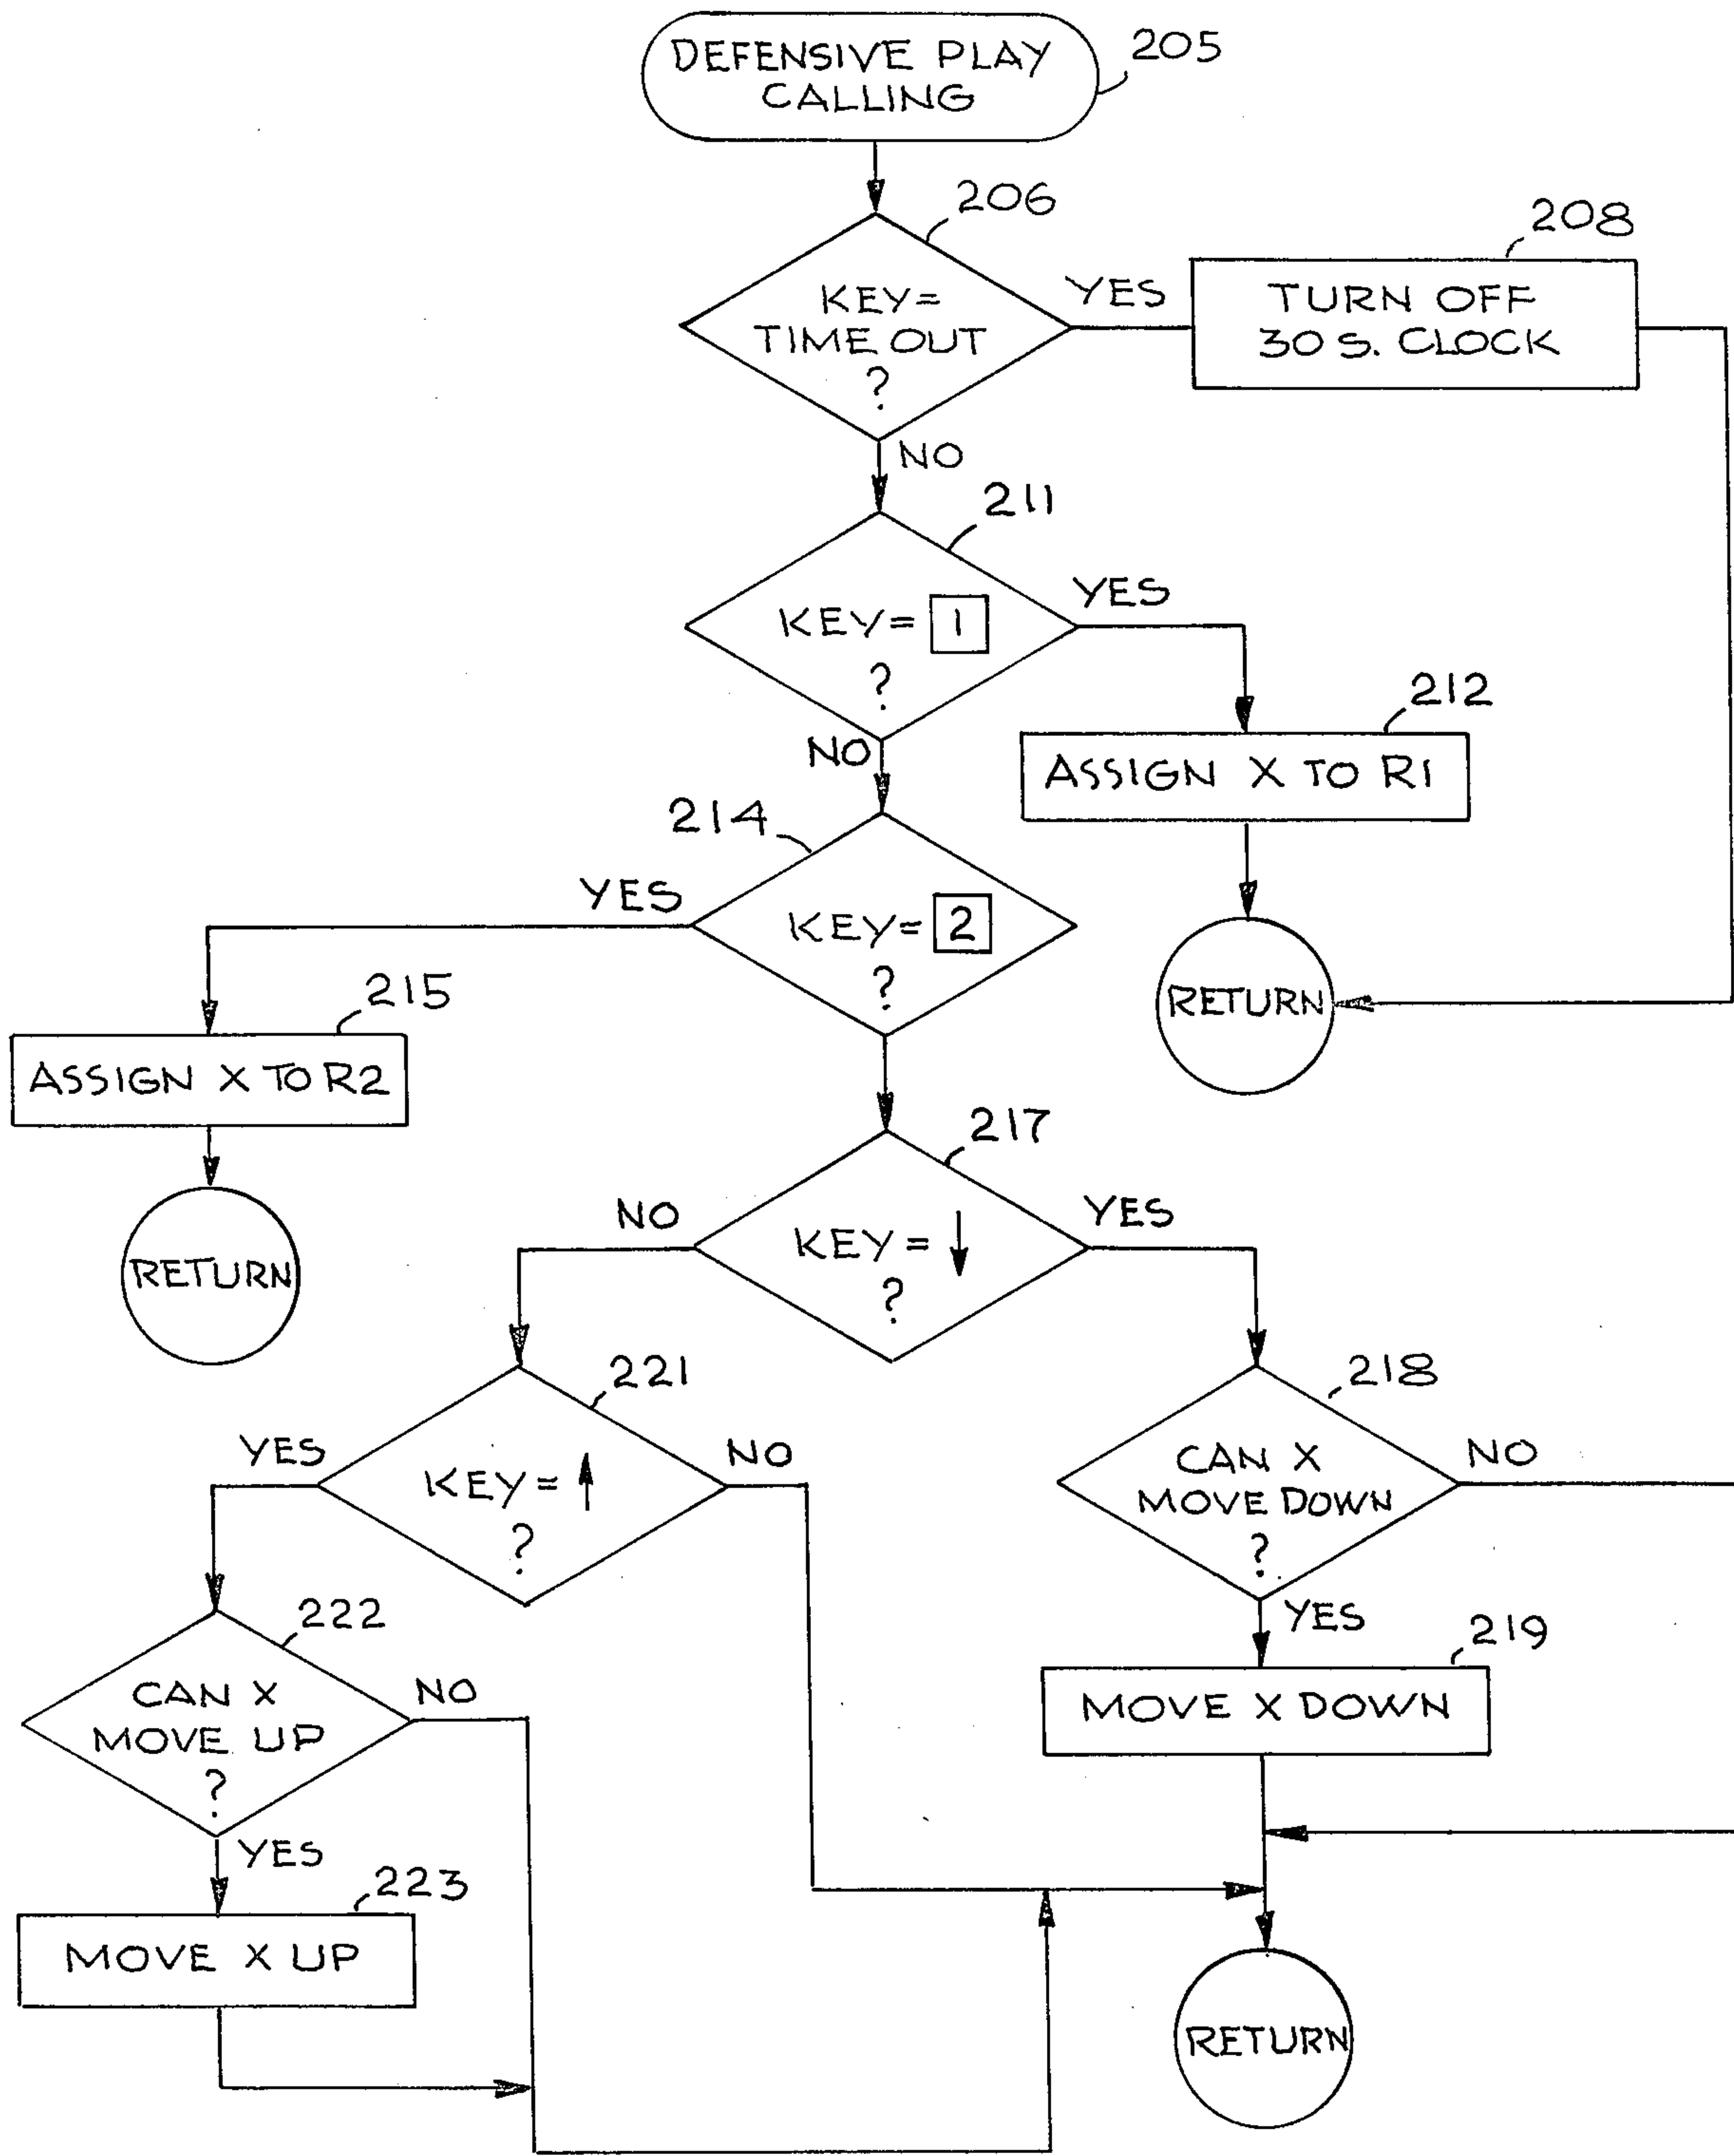 DEFENSIVE PLAY
CALLING
205
206
208
KEY=
TIME OUT
?
YES
TURN OFF
30 S. CLOCK
NO
211
KEY= 1
?
YES
212
NO
ASSIGN X TO R1
214
YES
KEY= 2
?
RETURN
215
ASSIGN X TO R2
217
NO
KEY = ↓
?
YES
RETURN
221
218
YES
KEY = ↑
?
NO
CAN X
MOVE DOWN
?
NO
222
YES
219
CAN X
MOVE UP
?
NO
MOVE X DOWN
YES
223
MOVE X UP
RETURN